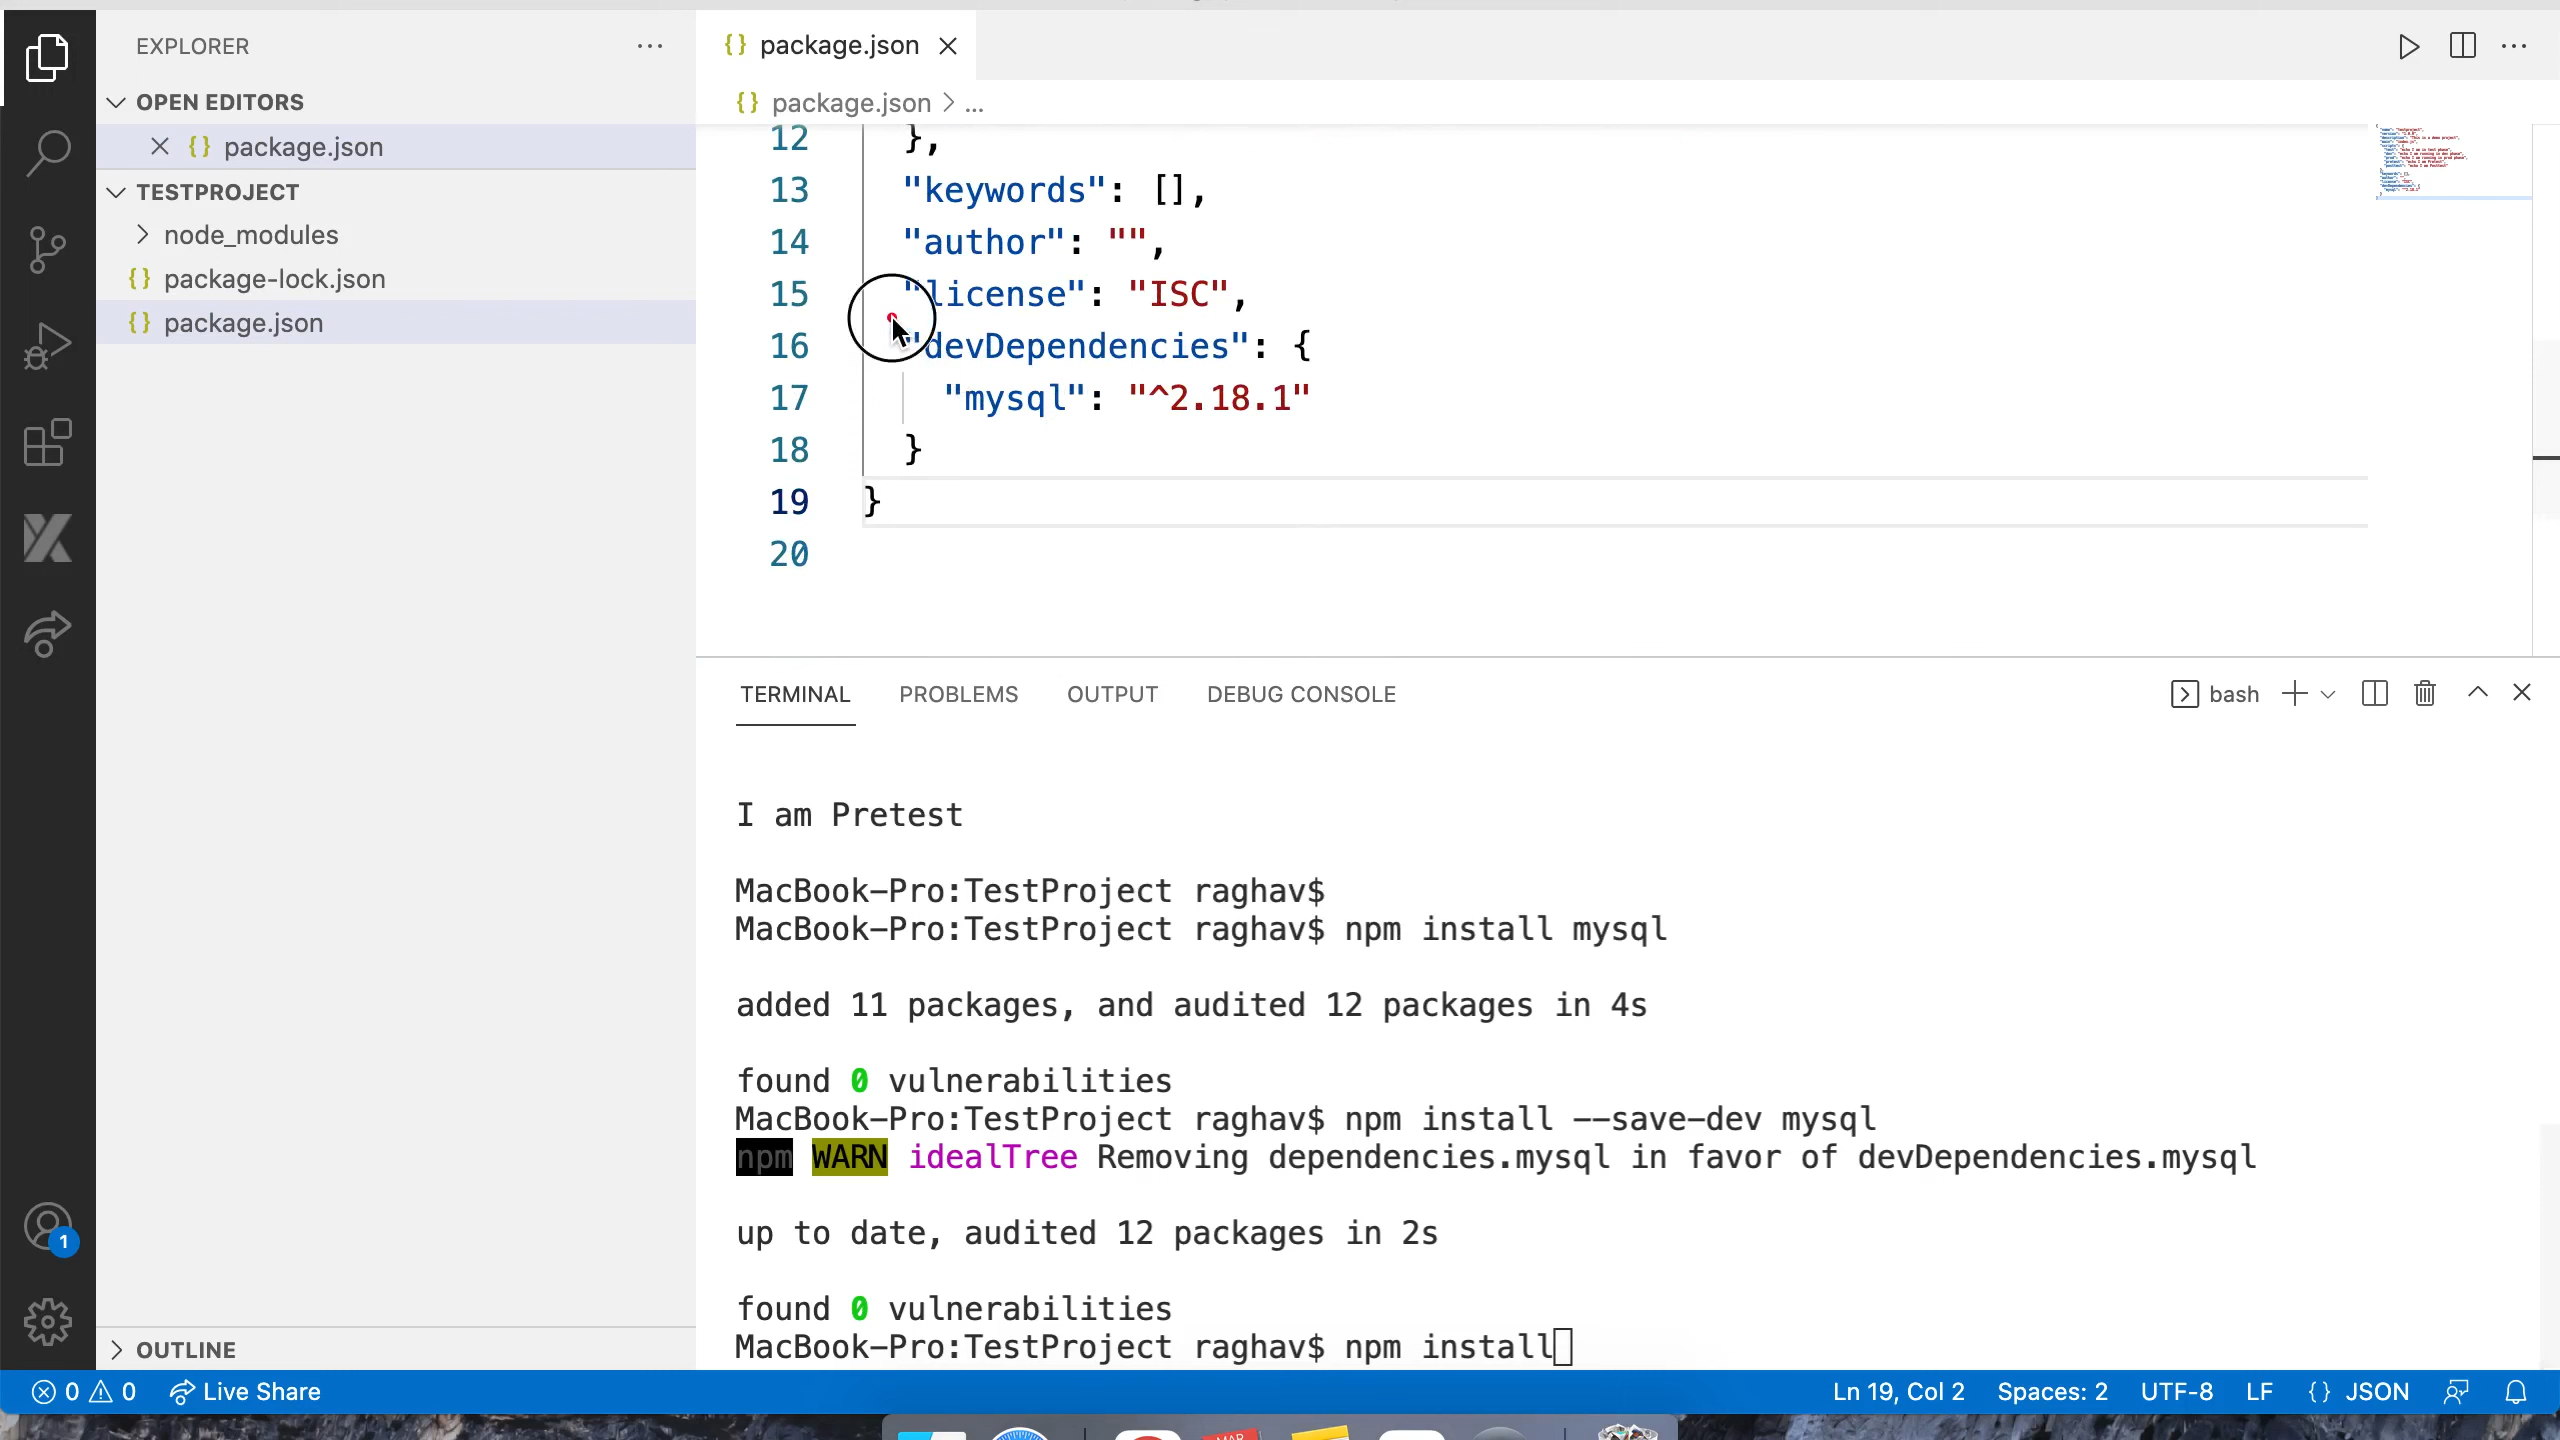 EXPLORER
OPEN EDITORS
package.json
TESTPROJECT
node_modules
package-lock.json
package.json
OUTLINE
package.json
package.json > ...
12 },
13 "keywords": [],
14 "author": "",
15 "license": "ISC",
16 "devDependencies": {
17 "mysql": "^2.18.1"
18 }
19 }
20
TERMINAL PROBLEMS OUTPUT DEBUG CONSOLE
bash
I am Pretest
MacBook-Pro:TestProject raghav$
MacBook-Pro:TestProject raghav$ npm install mysql
added 11 packages, and audited 12 packages in 4s
found 0 vulnerabilities
MacBook-Pro:TestProject raghav$ npm install --save-dev mysql
npm WARN idealTree Removing dependencies.mysql in favor of devDependencies.mysql
up to date, audited 12 packages in 2s
found 0 vulnerabilities
MacBook-Pro:TestProject raghav$ npm install
1
0 0 Live Share Ln 19, Col 2 Spaces: 2 UTF-8 LF {} JSON
MAR